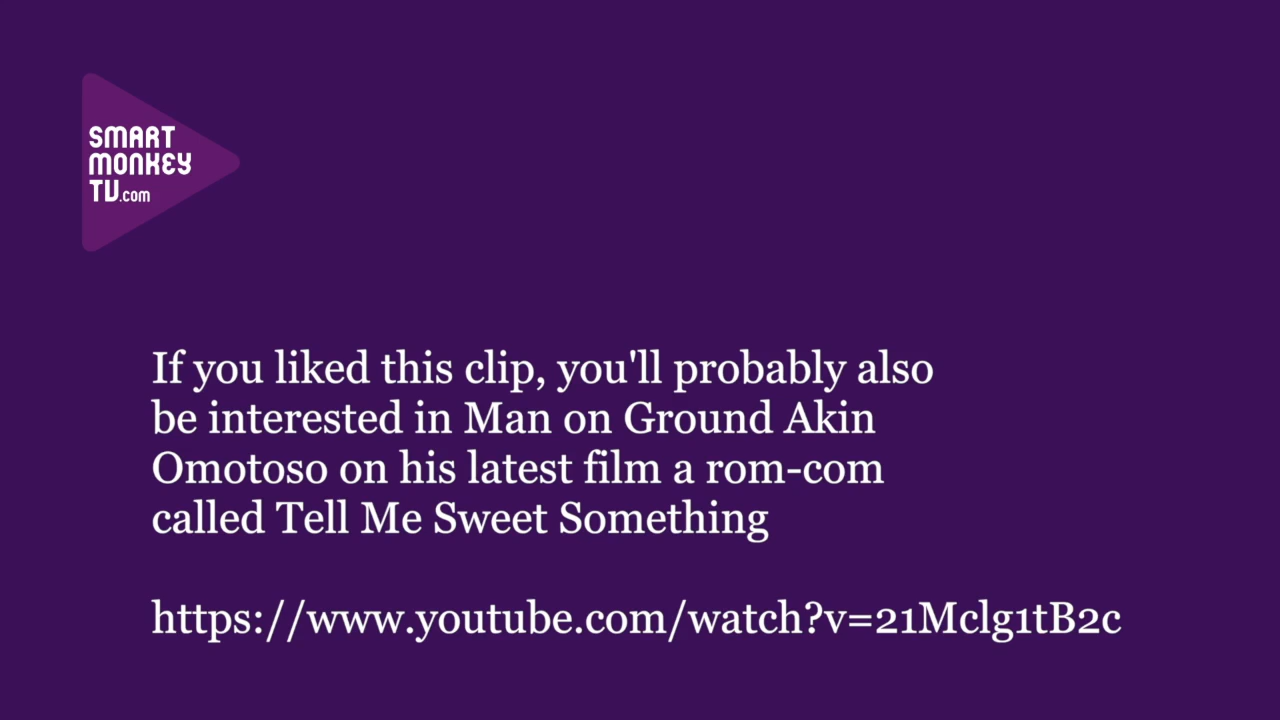 SMART
MONKEY
TV.com
If you liked this clip, you'll probably also
be interested in Man on Ground Akin
Omotoso on his latest film a rom-com
called Tell Me Sweet Something
https://www.youtube.com/watch?v=21Mclg1tB2c